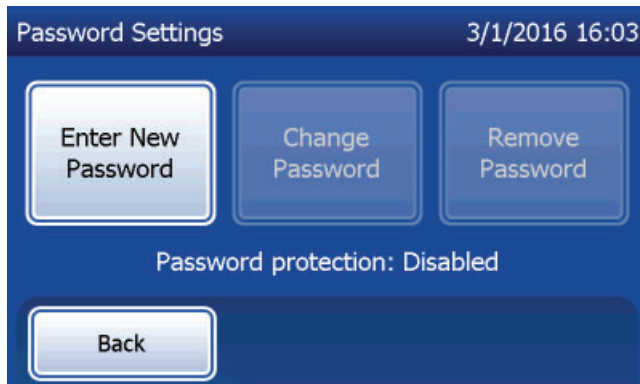 Password Settings 3/1/2016 16:03
Enter New Change Remove
Password Password Password
Password protection: Disabled
Back